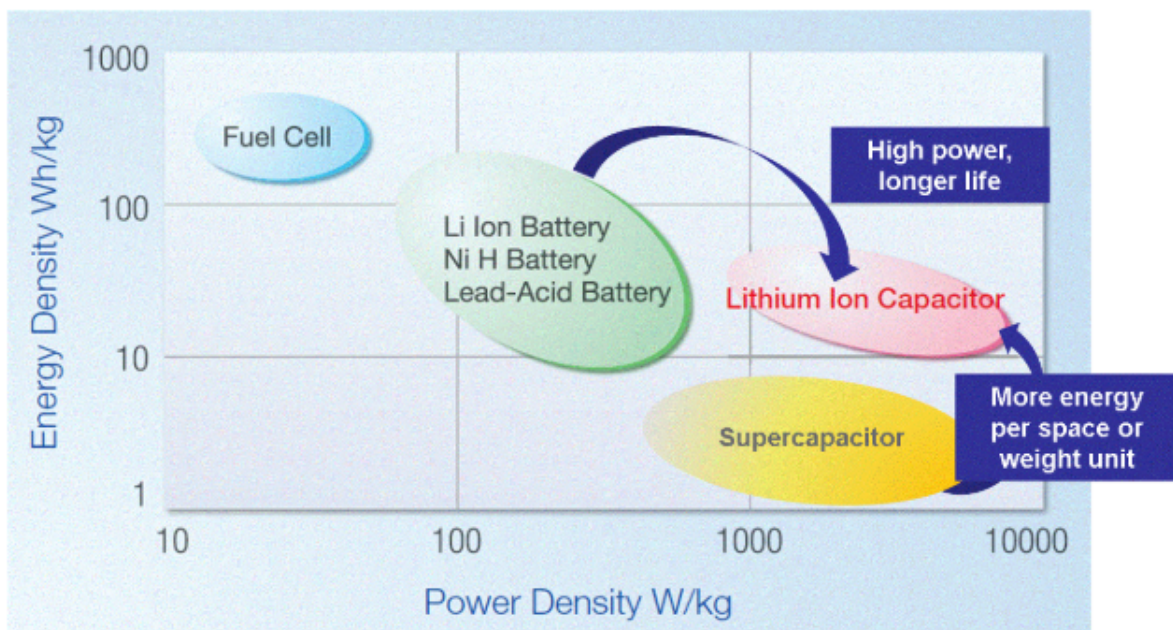 Energy Density Wh/kg
1000
100
10
1
Fuel Cell
Li Ion Battery
Ni H Battery
Lead-Acid Battery
High power,
longer life
Lithium Ion Capacitor
Supercapacitor
More energy
per space or
weight unit
10
100
1000
10000
Power Density W/kg